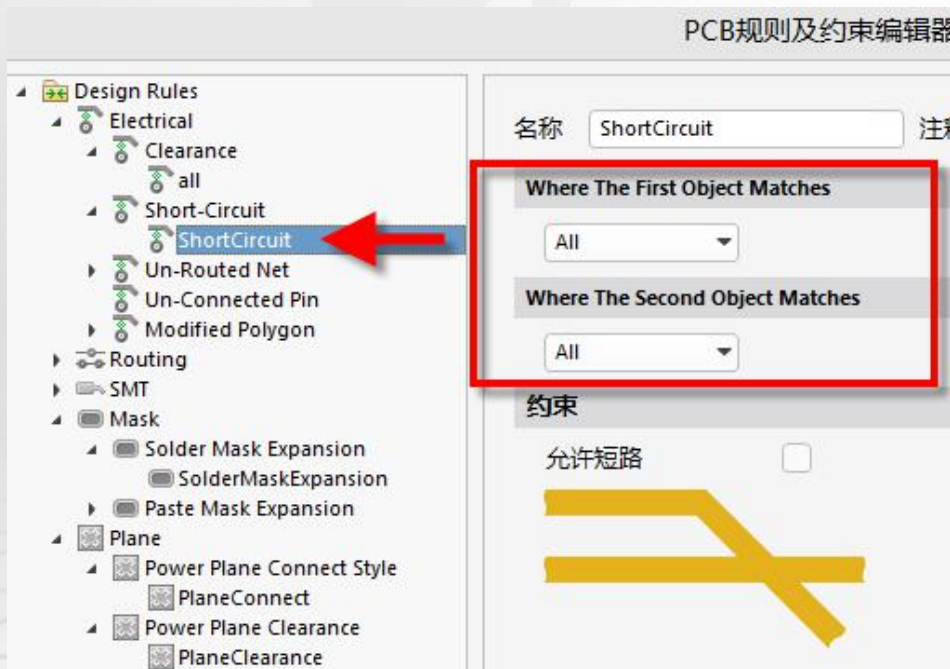 PCB规则及约束编辑器
Design Rules
Electrical
Clearance
all
Short-Circuit
ShortCircuit
Un-Routed Net
Un-Connected Pin
Modified Polygon
Routing
SMT
Mask
Solder Mask Expansion
SolderMaskExpansion
Paste Mask Expansion
Plane
Power Plane Connect Style
PlaneConnect
Power Plane Clearance
PlaneClearance
名称 ShortCircuit 注释
Where The First Object Matches
All
Where The Second Object Matches
All
约束
允许短路